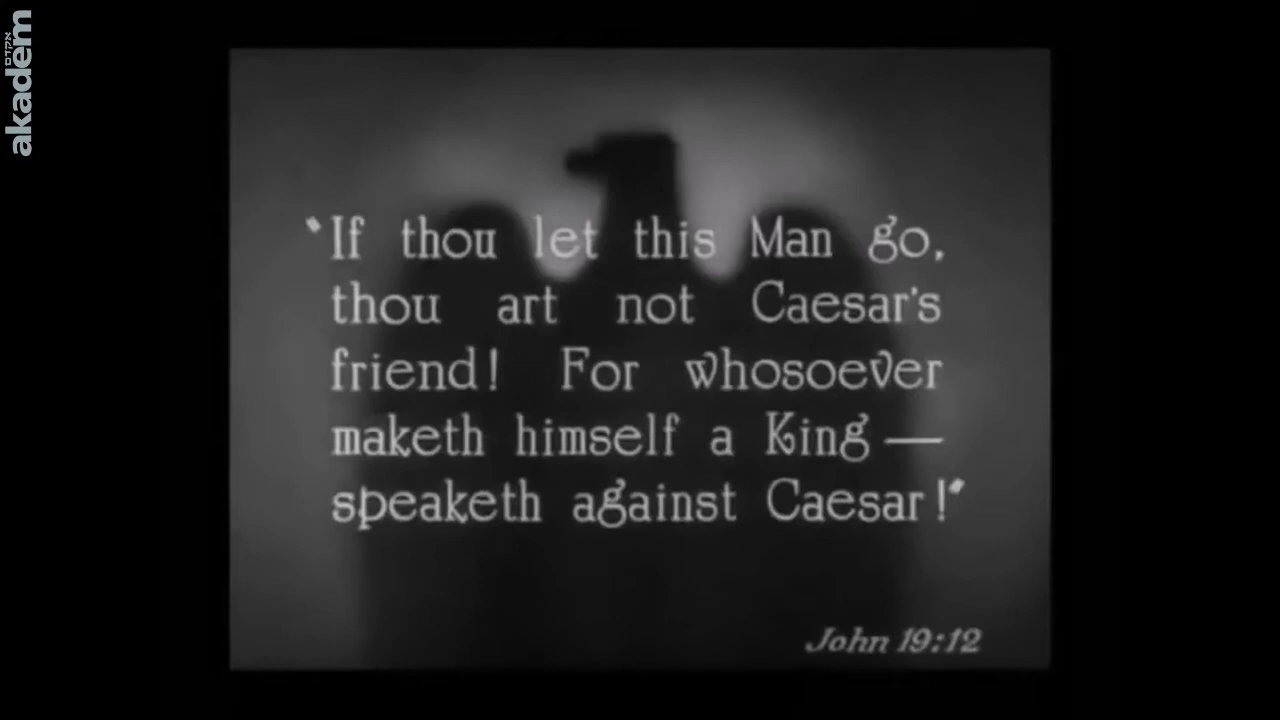 akadem
אקדם
"If thou let this Man go,
thou art not Caesar's
friend! For whosoever
maketh himself a King —
speaketh against Caesar!"
John 19:12